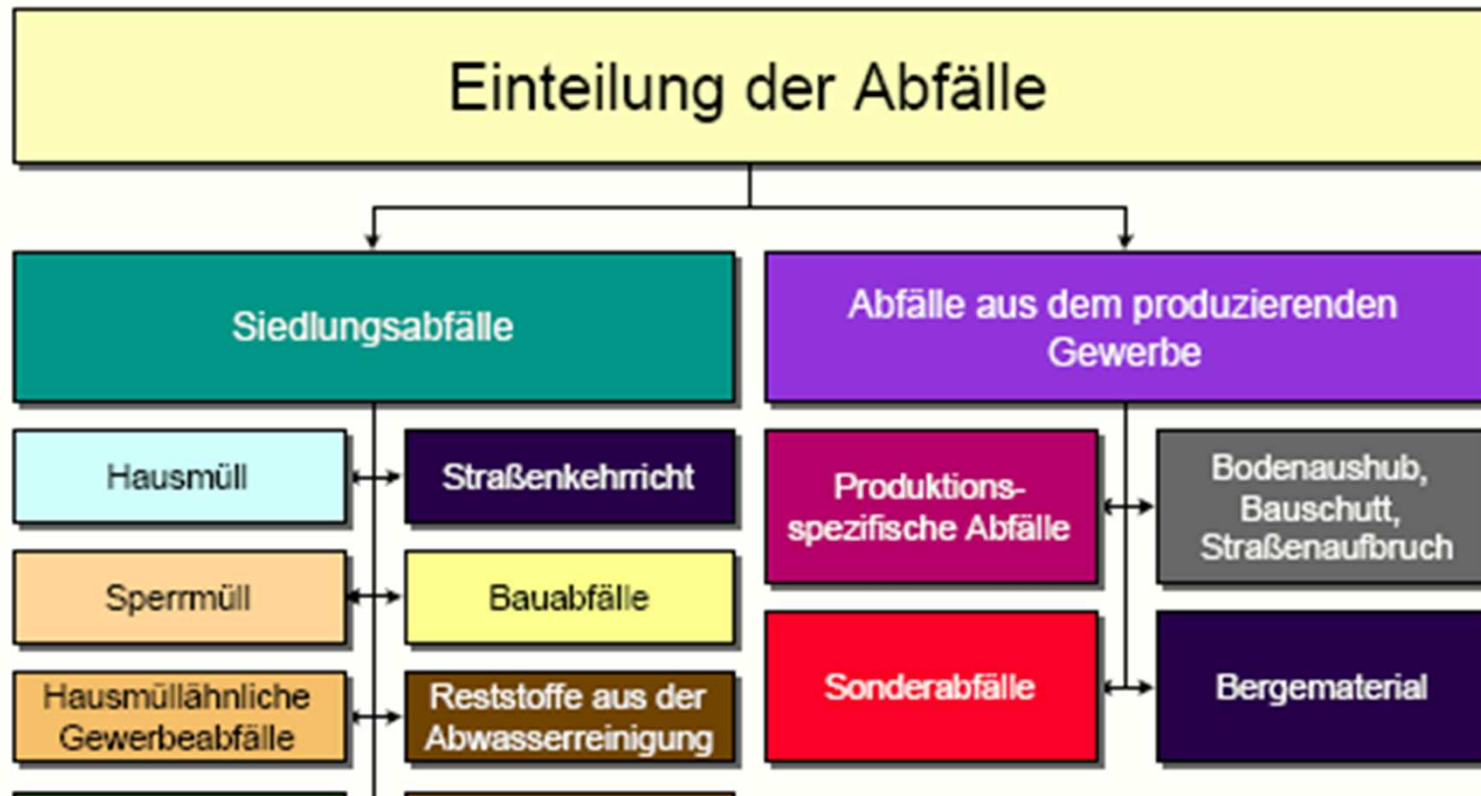 Einteilung der Abfälle
Siedlungsabfälle
Abfälle aus dem produzierenden
Gewerbe
Hausmüll
Straßenkehrricht
Sperrmüll
Bauabfälle
Hausmüllähnliche
Gewerbeabfälle
Reststoffe aus der
Abwasserreinigung
Produktions-
spezifische Abfälle
Bodenaushub,
Bauschutt,
Straßenaufbruch
Sonderabfälle
Bergematerial